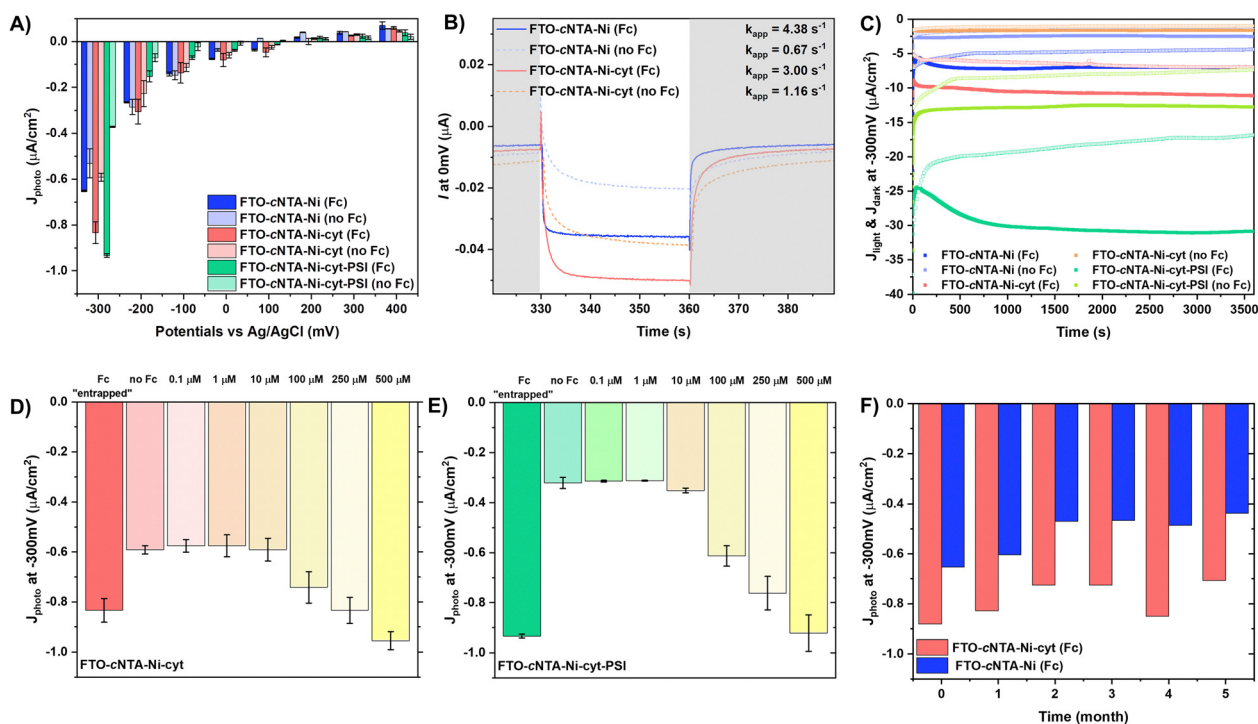 A)
J_photo (µA/cm²)
0.0
-0.2
-0.4
-0.6
-0.8
-1.0
FTO-cNTA-Ni (Fc)
FTO-cNTA-Ni (no Fc)
FTO-cNTA-Ni-cyt (Fc)
FTO-cNTA-Ni-cyt (no Fc)
FTO-cNTA-Ni-cyt-PSI (Fc)
FTO-cNTA-Ni-cyt-PSI (no Fc)
-300 -200 -100 0 100 200 300 400
Potentials vs Ag/AgCl (mV)
B)
I at 0mV (µA)
0.02
0.00
-0.02
-0.04
FTO-cNTA-Ni (Fc) k_app = 4.38 s⁻¹
FTO-cNTA-Ni (no Fc) k_app = 0.67 s⁻¹
FTO-cNTA-Ni-cyt (Fc) k_app = 3.00 s⁻¹
FTO-cNTA-Ni-cyt (no Fc) k_app = 1.16 s⁻¹
330 340 350 360 370 380
Time (s)
C)
J_light & J_dark at -300mV (µA/cm²)
0
-5
-10
-15
-20
-25
-30
-35
-40
FTO-cNTA-Ni (Fc) FTO-cNTA-Ni-cyt (no Fc)
FTO-cNTA-Ni (no Fc) FTO-cNTA-Ni-cyt-PSI (Fc)
FTO-cNTA-Ni-cyt (Fc) FTO-cNTA-Ni-cyt-PSI (no Fc)
0 500 1000 1500 2000 2500 3000 3500
Time (s)
D)
Fc no Fc 0.1 µM 1 µM 10 µM 100 µM 250 µM 500 µM
"entrapped"
J_photo at -300mV (µA/cm²)
0.0
-0.2
-0.4
-0.6
-0.8
-1.0
FTO-cNTA-Ni-cyt
E)
Fc no Fc 0.1 µM 1 µM 10 µM 100 µM 250 µM 500 µM
"entrapped"
J_photo at -300mV (µA/cm²)
0.0
-0.2
-0.4
-0.6
-0.8
-1.0
FTO-cNTA-Ni-cyt-PSI
F)
J_photo at -300mV (µA/cm²)
0.0
-0.2
-0.4
-0.6
-0.8
-1.0
FTO-cNTA-Ni-cyt (Fc)
FTO-cNTA-Ni (Fc)
0 1 2 3 4 5
Time (month)